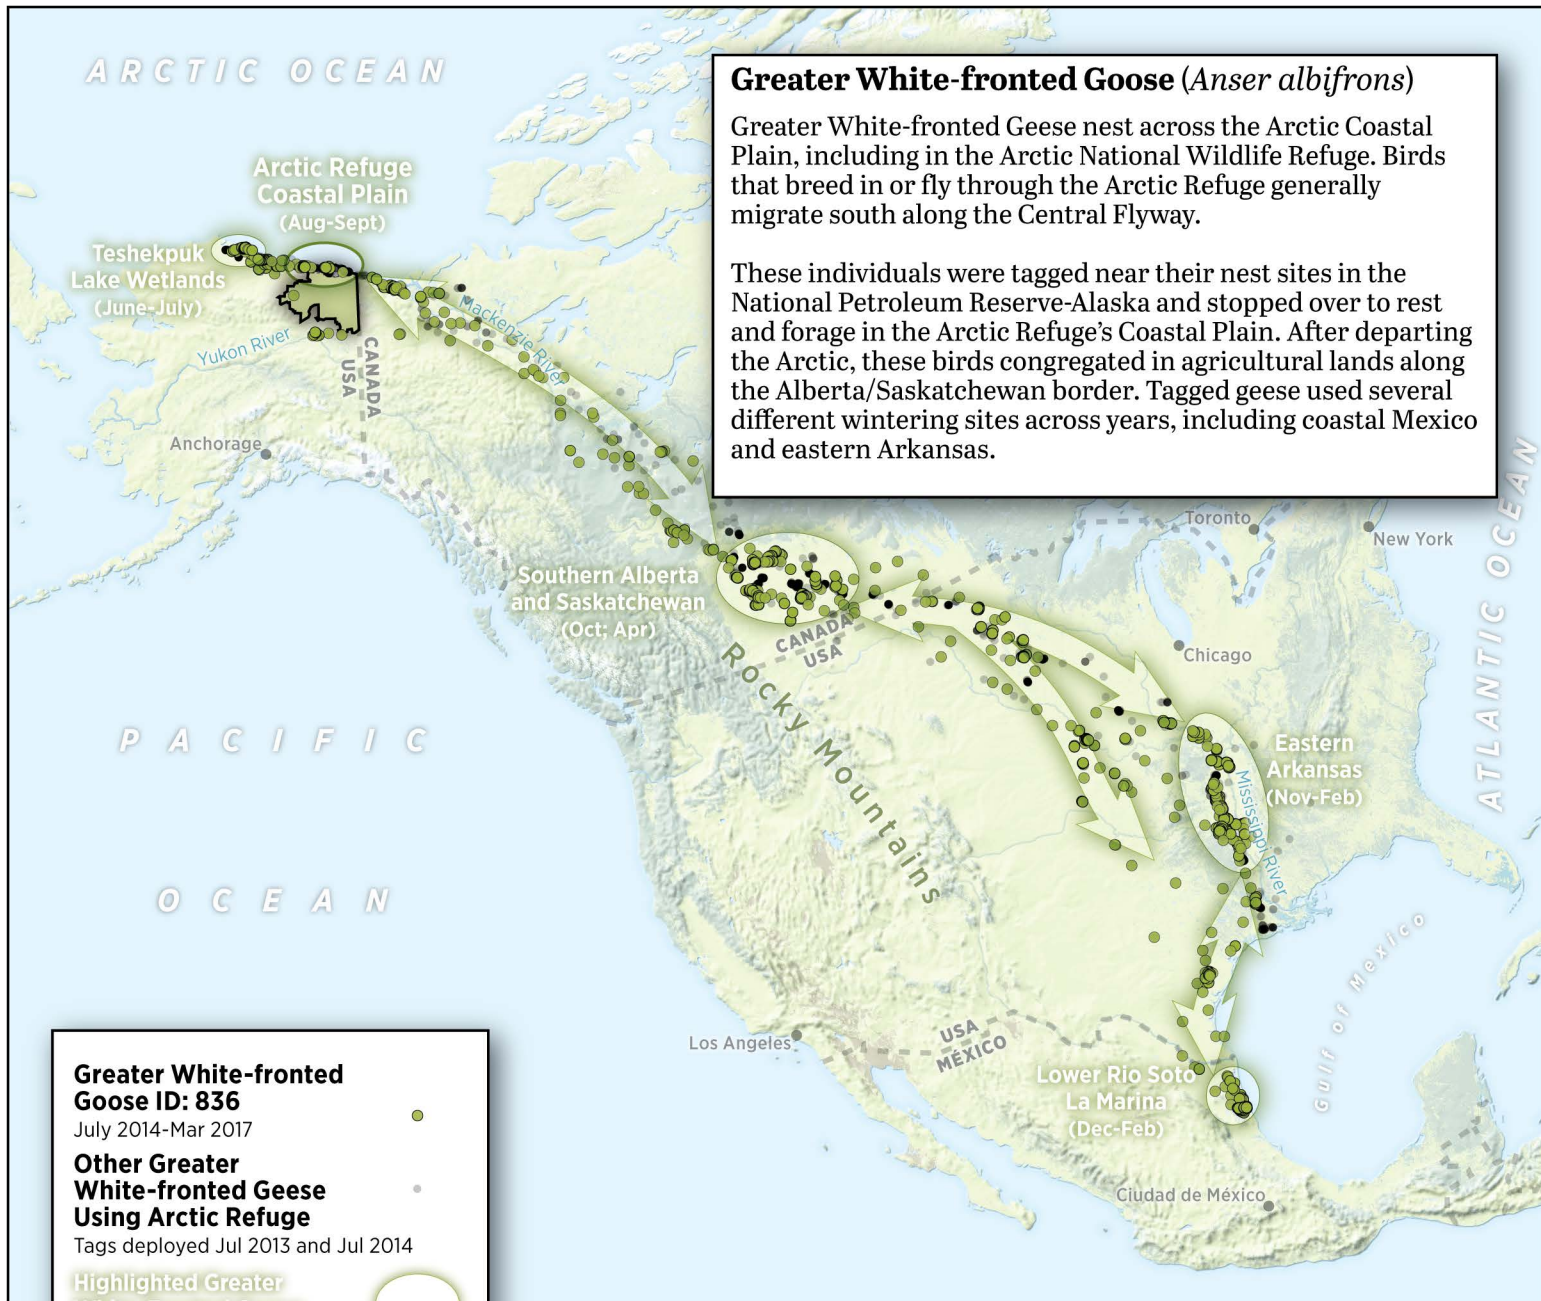 ARCTIC OCEAN
Greater White-fronted Goose (Anser albifrons)
Greater White-fronted Geese nest across the Arctic Coastal
Plain, including in the Arctic National Wildlife Refuge. Birds
that breed in or fly through the Arctic Refuge generally
migrate south along the Central Flyway.
These individuals were tagged near their nest sites in the
National Petroleum Reserve-Alaska and stopped over to rest
and forage in the Arctic Refuge's Coastal Plain. After departing
the Arctic, these birds congregated in agricultural lands along
the Alberta/Saskatchewan border. Tagged geese used several
different wintering sites across years, including coastal Mexico
and eastern Arkansas.
Arctic Refuge
Coastal Plain
(Aug-Sept)
Teshekpuk
Lake Wetlands
(June-July)
Mackenzie River
Yukon River
CANADA
USA
Anchorage
Toronto
New York
ATLANTIC OCEAN
Southern Alberta
and Saskatchewan
(Oct; Apr)
CANADA
USA
Chicago
Rocky Mountains
PACIFIC
OCEAN
Eastern
Arkansas
(Nov-Feb)
Mississippi River
Gulf of Mexico
Los Angeles
USA
MÉXICO
Lower Rio Soto
La Marina
(Dec-Feb)
Ciudad de México
Greater White-fronted
Goose ID: 836
July 2014-Mar 2017
Other Greater
White-fronted Geese
Using Arctic Refuge
Tags deployed Jul 2013 and Jul 2014
Highlighted Greater